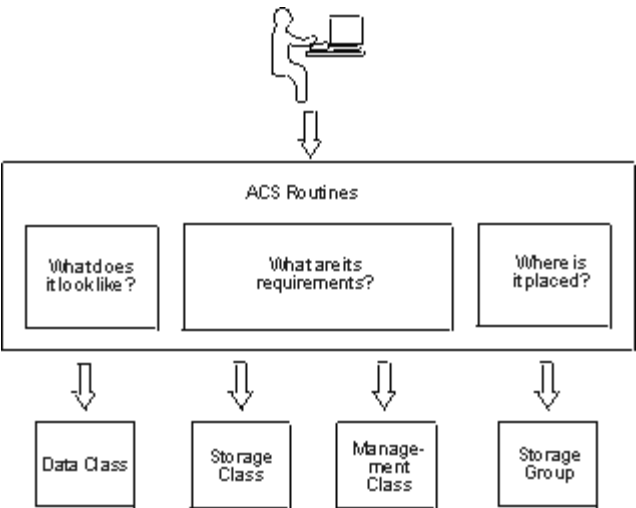 ACS Routines
What does
it look like?
What are its
requirements?
Where is
it placed?
Data Class
Storage
Class
Manage-
ment
Class
Storage
Group